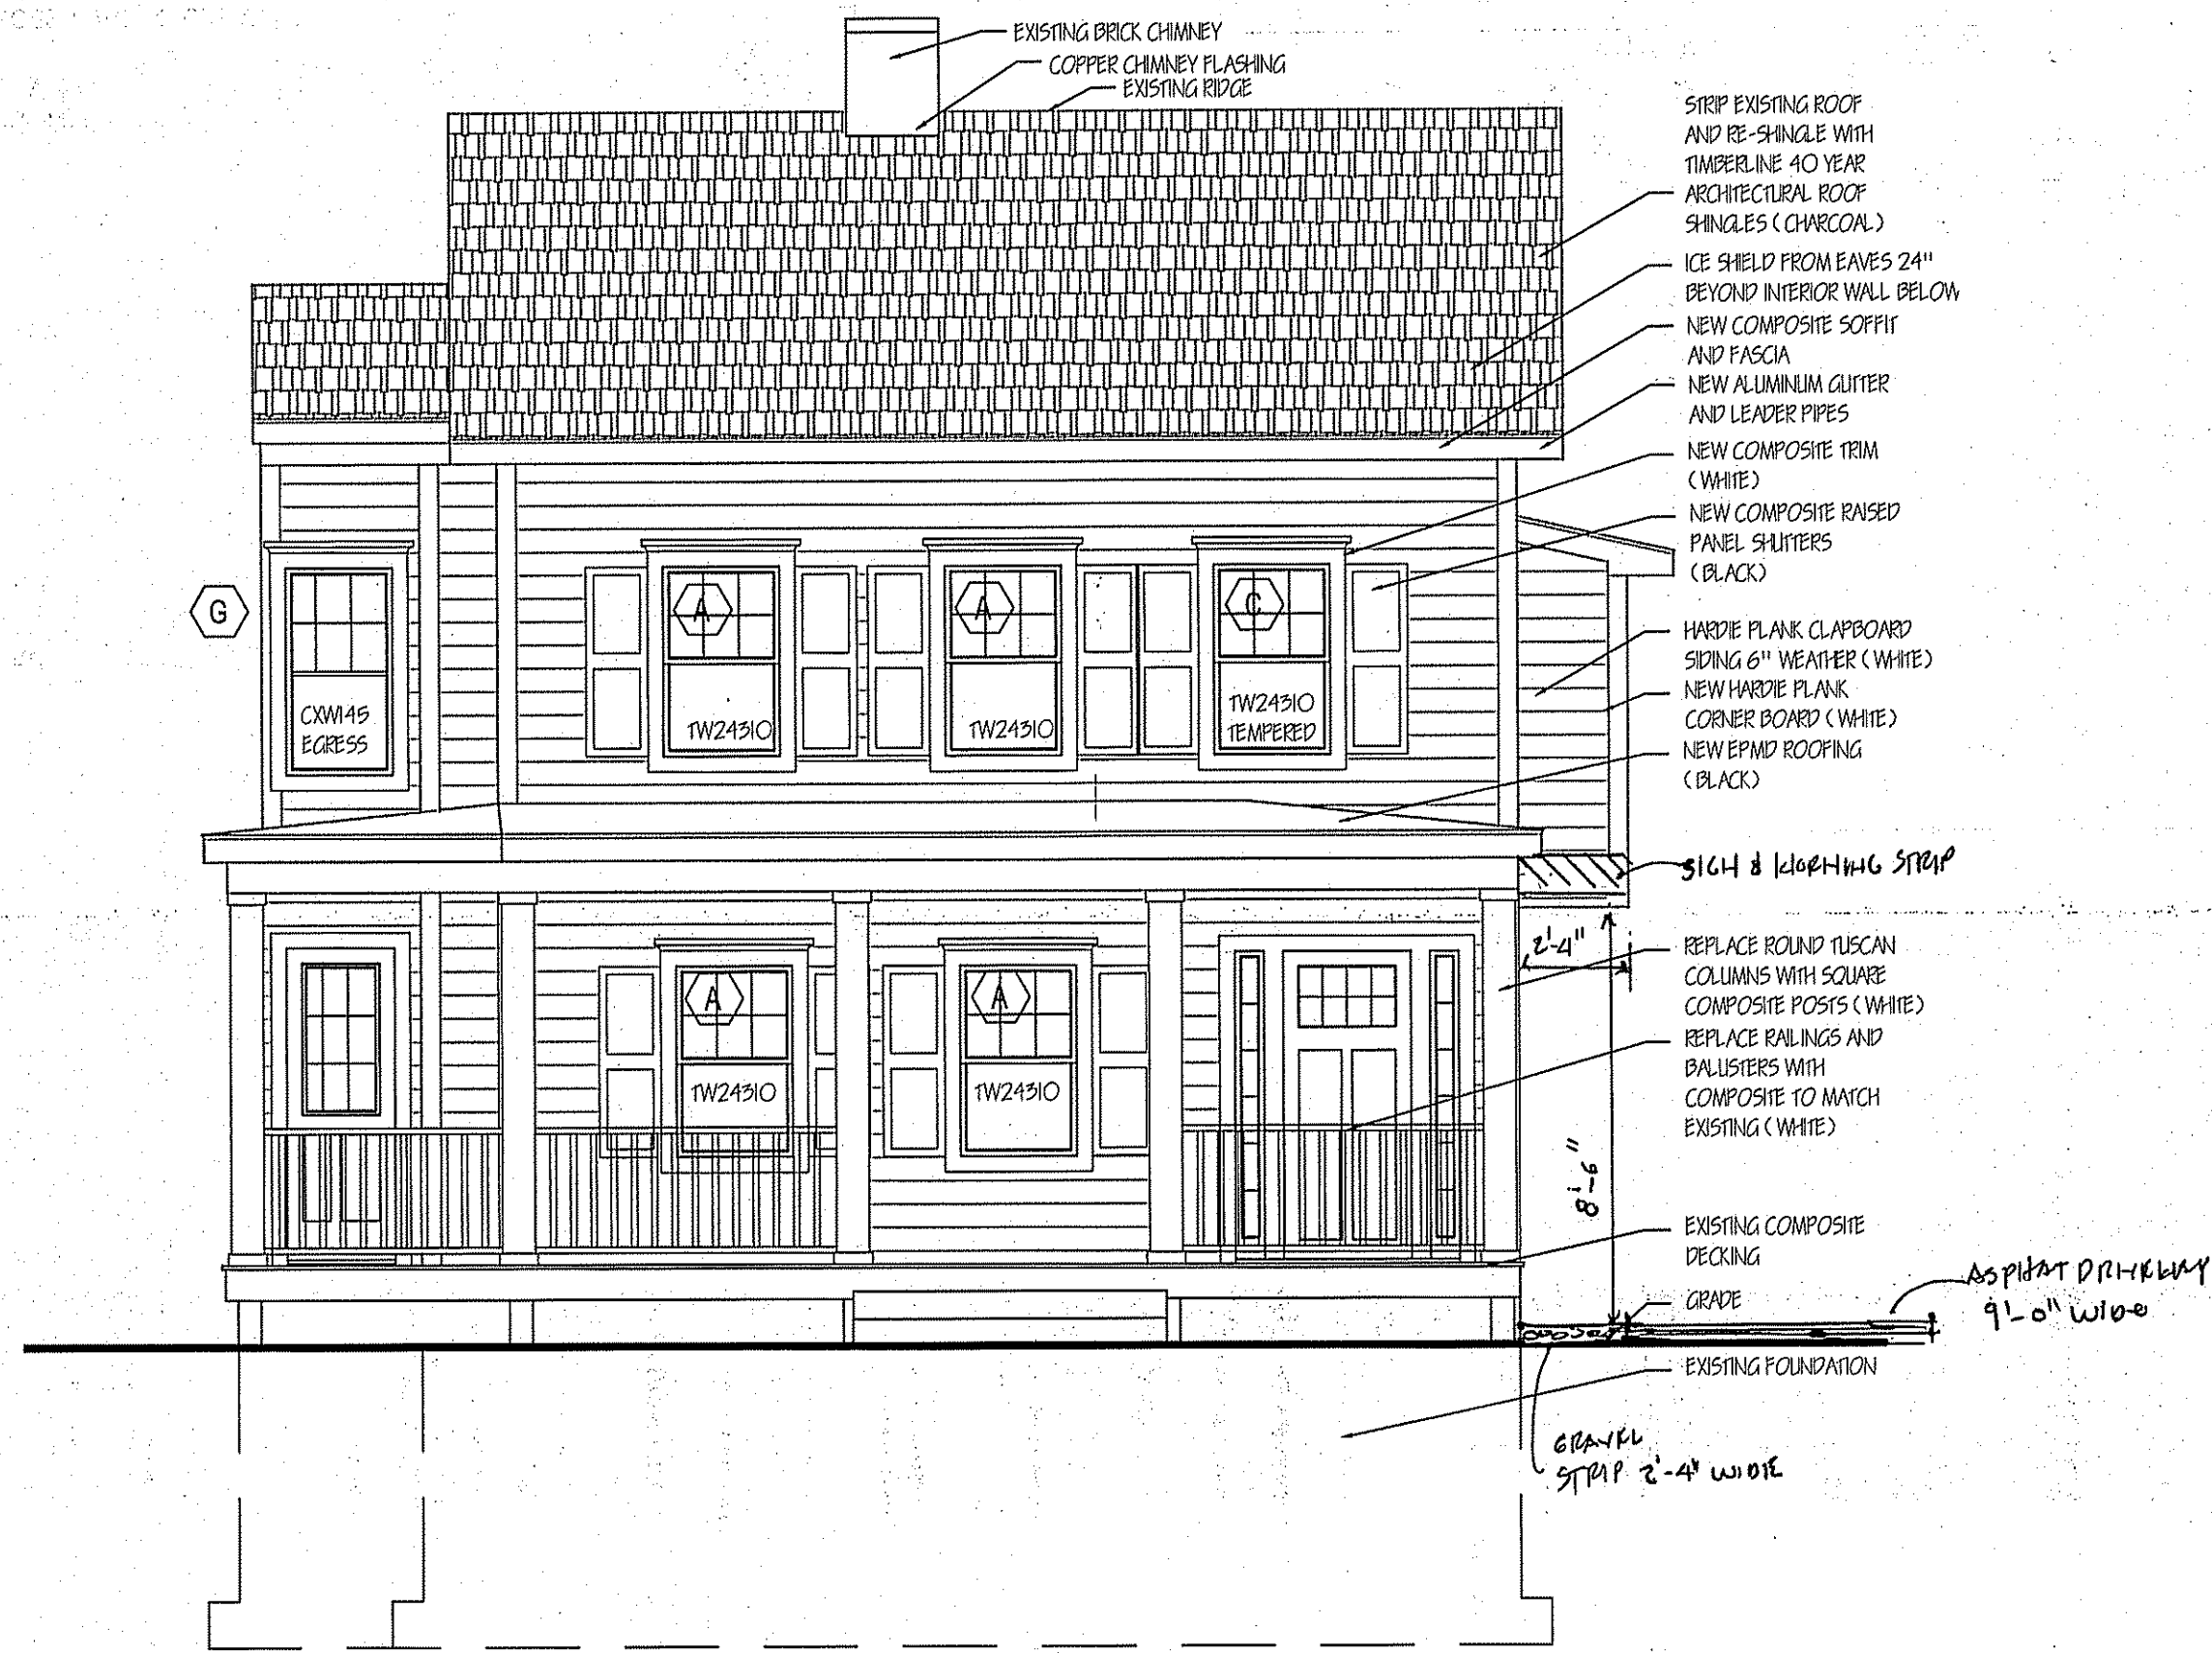 EXISTING BRICK CHIMNEY
COPPER CHIMNEY FLASHING
EXISTING RIDGE
STRIP EXISTING ROOF
AND RE-SHINGLE WITH
TIMBERLINE 40 YEAR
ARCHITECTURAL ROOF
SHINGLES (CHARCOAL)
ICE SHIELD FROM EAVES 24"
BEYOND INTERIOR WALL BELOW
NEW COMPOSITE SOFFIT
AND FASCIA
NEW ALUMINUM GUTTER
AND LEADER PIPES
NEW COMPOSITE TRIM
(WHITE)
NEW COMPOSITE RAISED
PANEL SHUTTERS
(BLACK)
HARDIE PLANK CLAPBOARD
SIDING 6" WEATHER (WHITE)
NEW HARDIE PLANK
CORNER BOARD (WHITE)
NEW EPMD ROOFING
(BLACK)
G
A
A
C
CXW145
EGRESS
TW24310
TW24310
TW24310
TEMPERED
SIGH & STRIP
2'-4"
REPLACE ROUND TUSCAN
COLUMNS WITH SQUARE
COMPOSITE POSTS (WHITE)
REPLACE RAILINGS AND
BALUSTERS WITH
COMPOSITE TO MATCH
EXISTING (WHITE)
A
A
TW24310
TW24310
8'-6"
EXISTING COMPOSITE
DECKING
GRADE
ASPHAT
9'-0" WIDE
EXISTING FOUNDATION
GRAVEL
STRIP 2'-4" WIDE